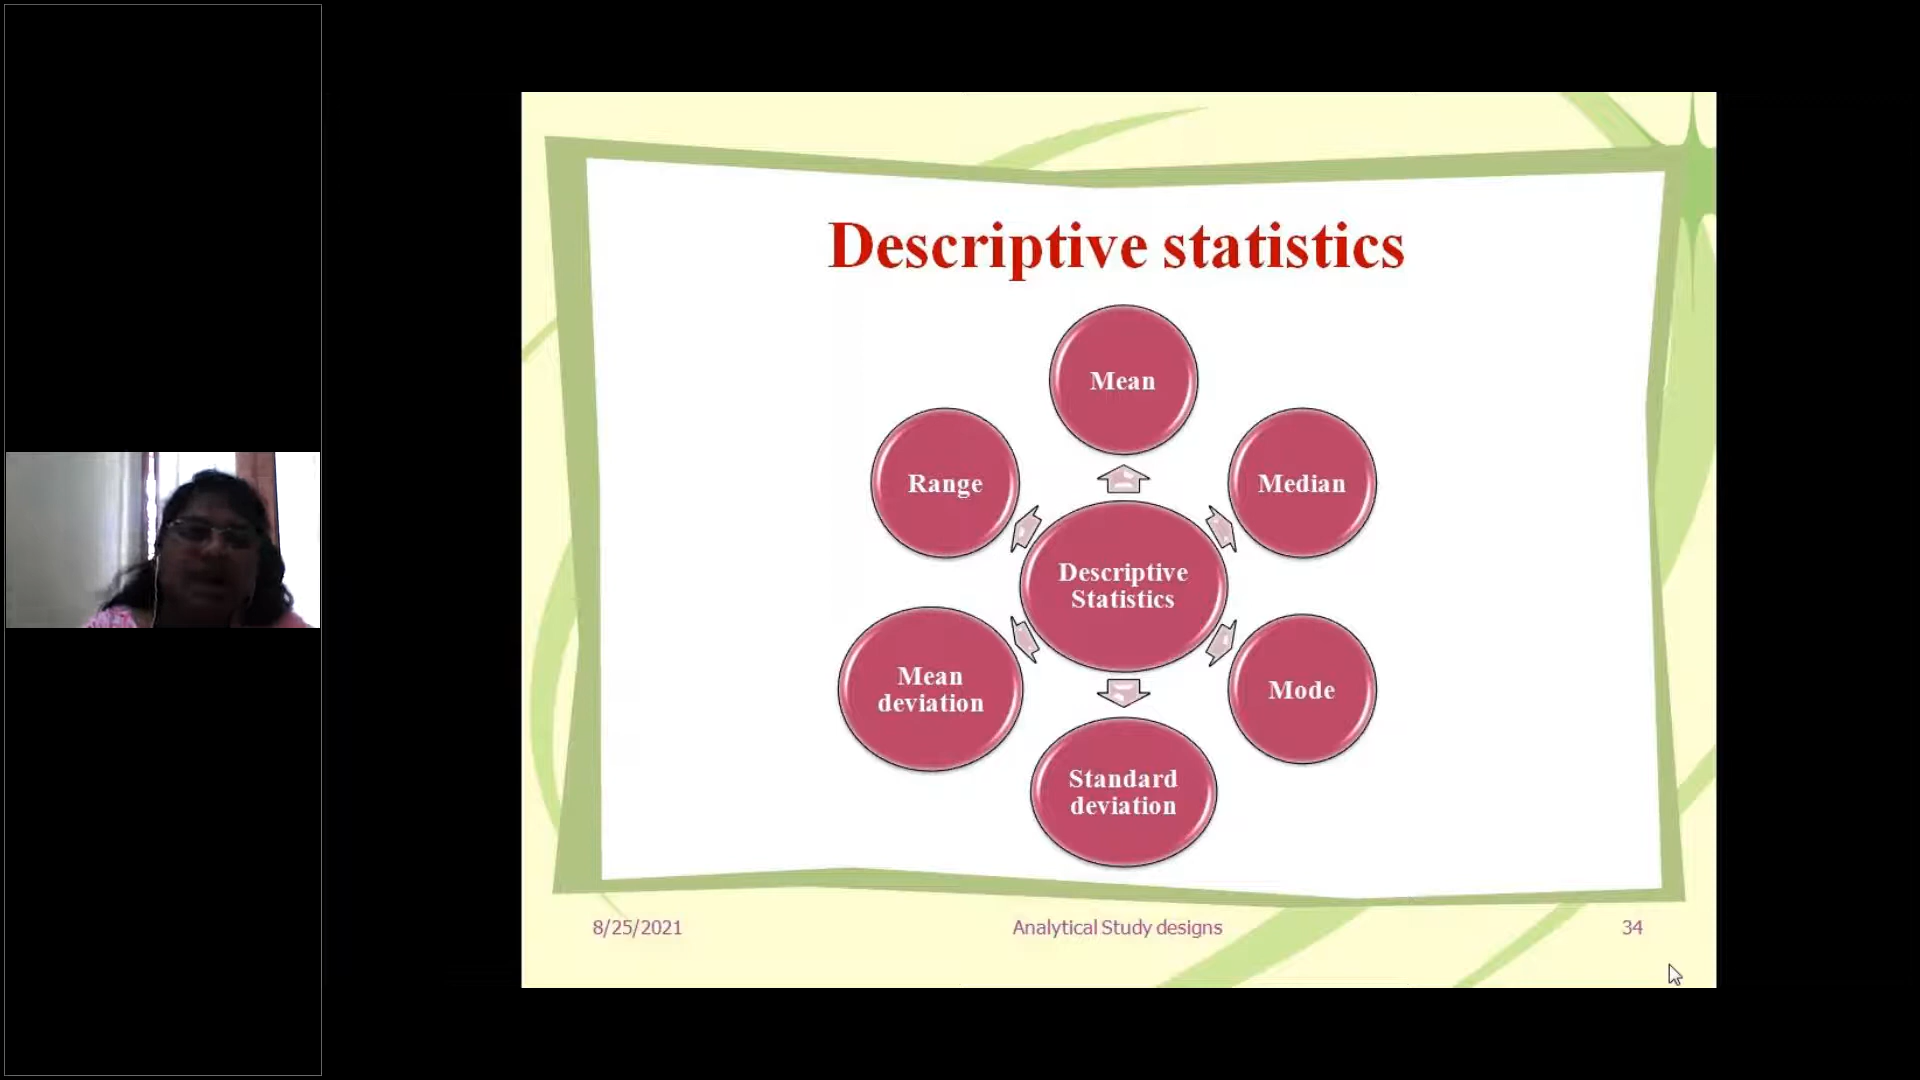 Descriptive statistics
Mean
Range
Median
Descriptive
Statistics
Mean
deviation
Mode
Standard
deviation
8/25/2021
Analytical Study designs
34